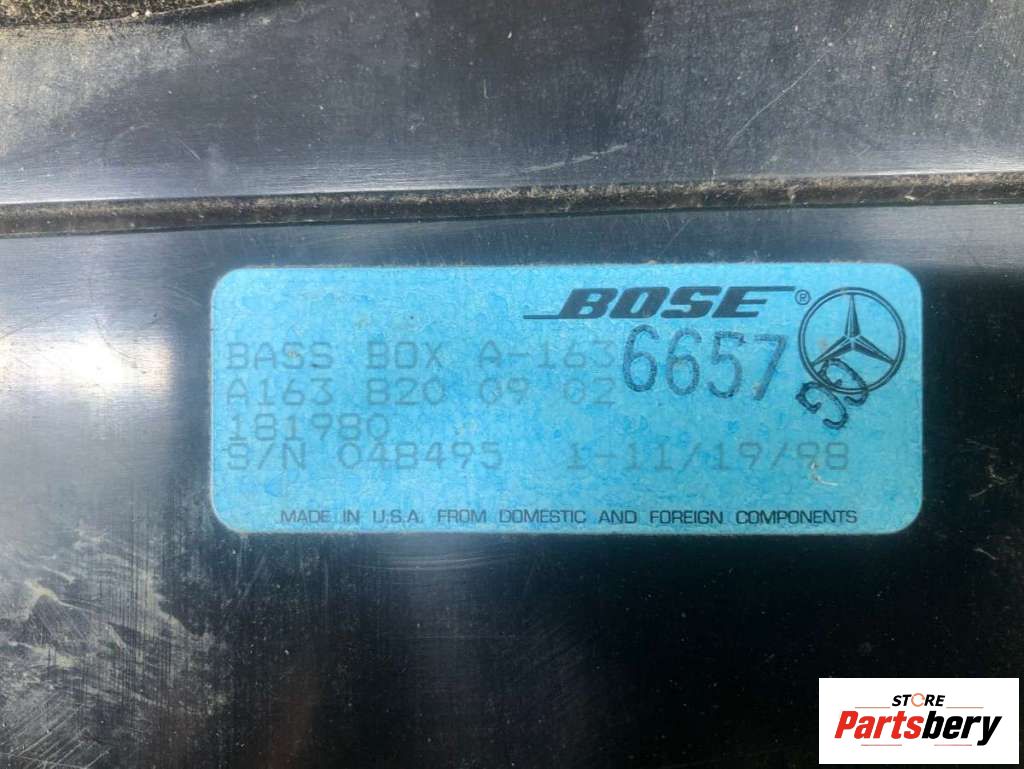 BOSE®
BASS BOX A-163
6657
A163 820 09 02
181980
S/N 048495 1-11/19/98
MADE IN U.S.A. FROM DOMESTIC AND FOREIGN COMPONENTS
STORE
Partsbery